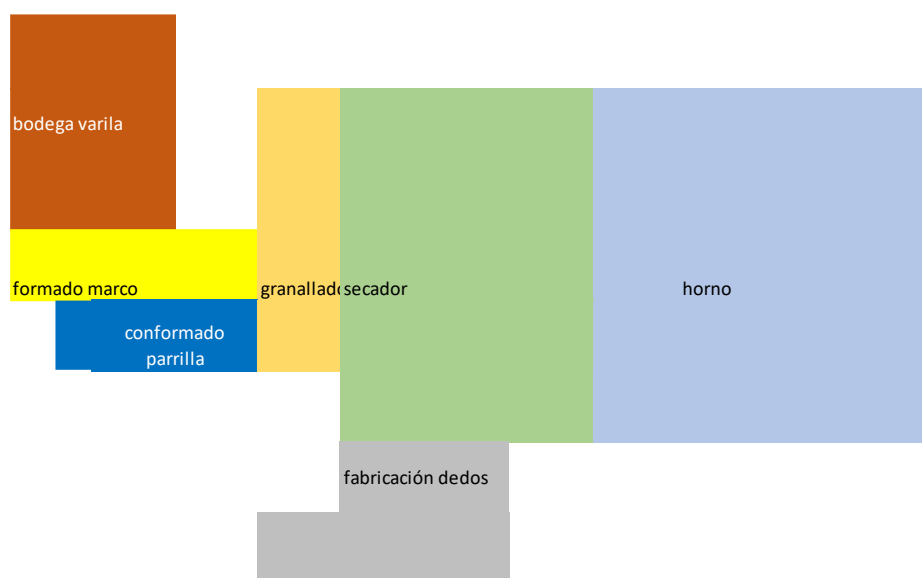 bodega varila
formado marco
granallado
secador
horno
conformado
parrilla
fabricación dedos